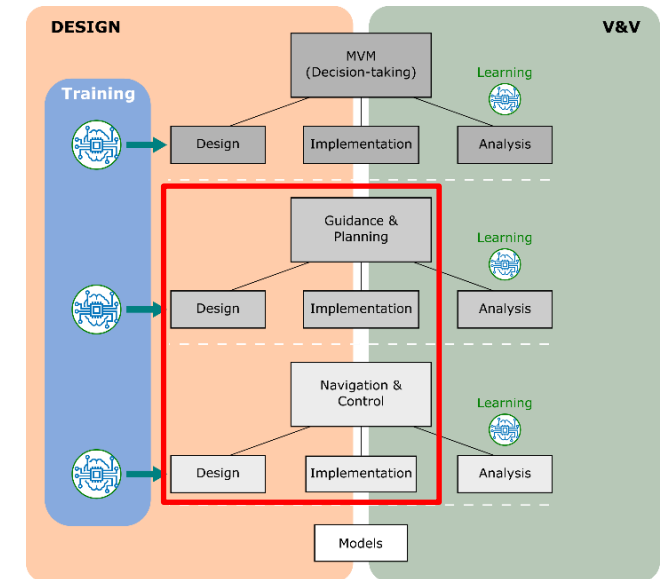 DESIGN
V&V
MVM
(Decision-taking)
Learning
Training
Design
Implementation
Analysis
Guidance &
Planning
Learning
Design
Implementation
Analysis
Navigation &
Control
Learning
Design
Implementation
Analysis
Models